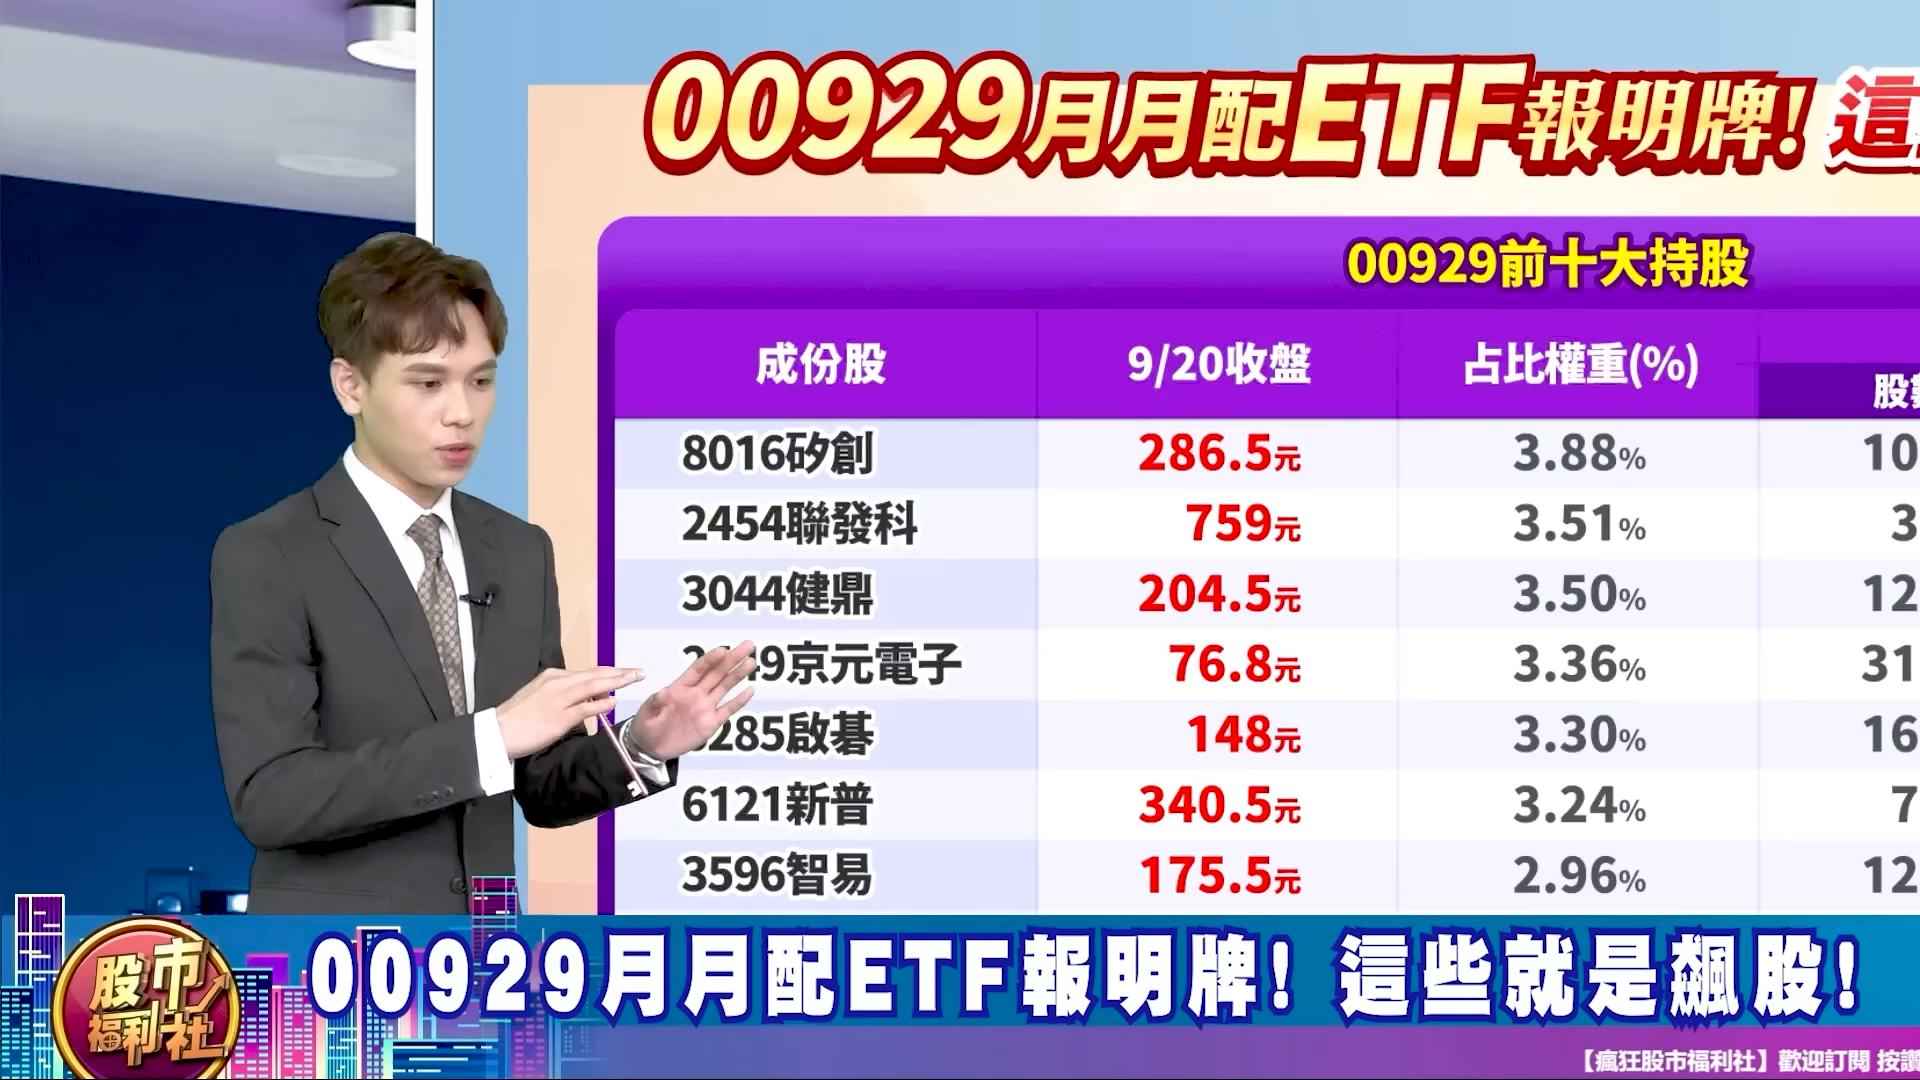 00929月月配ETF報明牌! 這
00929前十大持股
成份股 9/20收盤 占比權重(%) 股
8016矽創 286.5元 3.88% 10
2454聯發科 759元 3.51% 3
3044健鼎 204.5元 3.50% 12
49京元電子 76.8元 3.36% 31
285啟碁 148元 3.30% 16
6121新普 340.5元 3.24% 7
3596智易 175.5元 2.96% 12
股市福利社
00929月月配ETF報明牌! 這些就是飆股!
【瘋狂股市福利社】歡迎訂閱 按讚